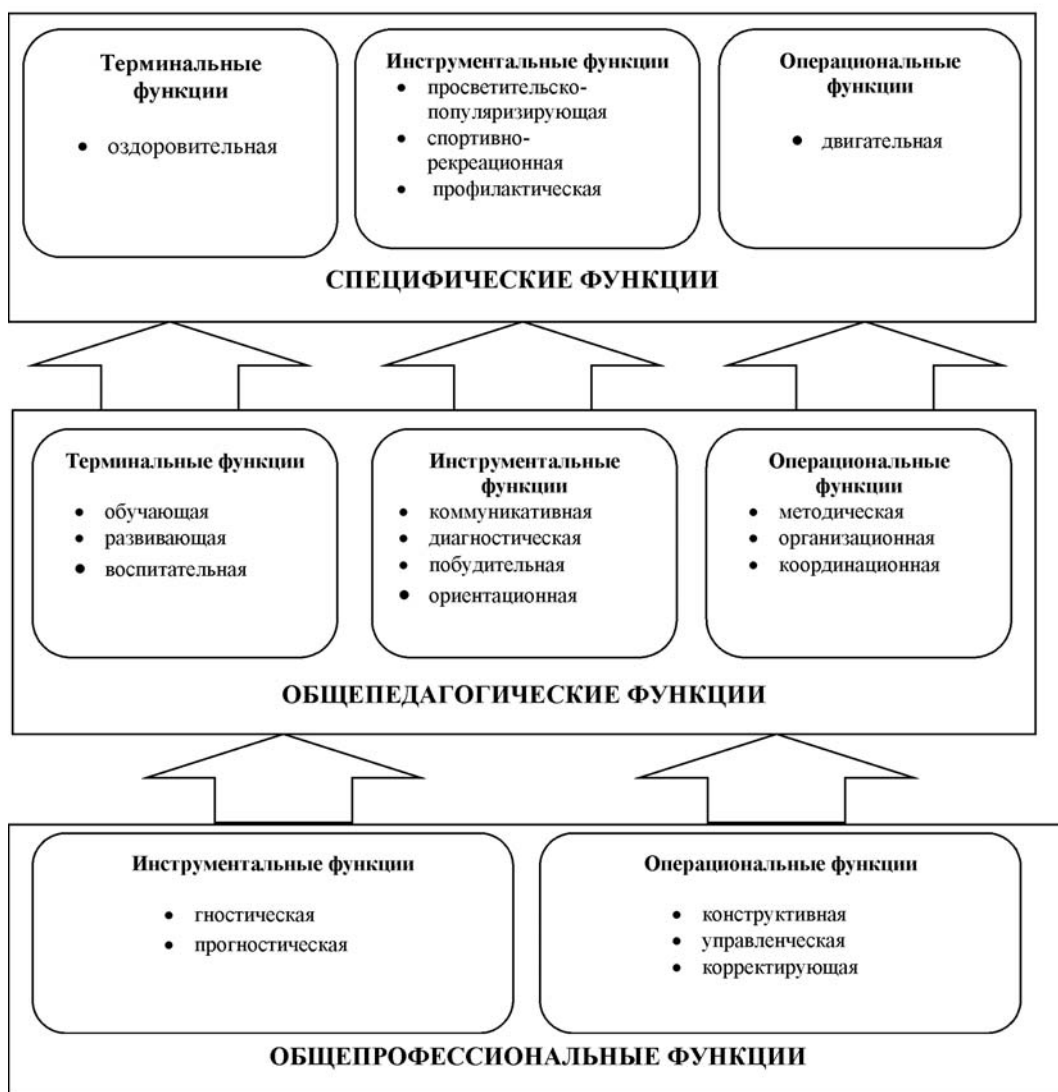 Терминальные
функции
• оздоровительная
Инструментальные функции
• просветительско-
популяризирующая
• спортивно-
рекреационная
• профилактическая
Операциональные
функции
• двигательная
СПЕЦИФИЧЕСКИЕ ФУНКЦИИ
Терминальные функции
• обучающая
• развивающая
• воспитательная
Инструментальные
функции
• коммуникативная
• диагностическая
• побудительная
• ориентационная
Операциональные
функции
• методическая
• организационная
• координационная
ОБЩЕПЕДАГОГИЧЕСКИЕ ФУНКЦИИ
Инструментальные функции
• гностическая
• прогностическая
Операциональные функции
• конструктивная
• управленческая
• корректирующая
ОБЩЕПРОФЕССИОНАЛЬНЫЕ ФУНКЦИИ